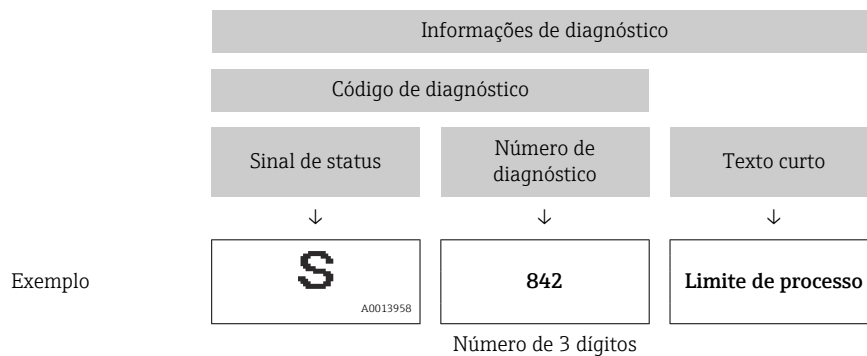 Informações de diagnóstico
Código de diagnóstico
Sinal de status
Número de
diagnóstico
Texto curto
↓ ↓ ↓
Exemplo
S
A0013958
842
Limite de processo
Número de 3 dígitos